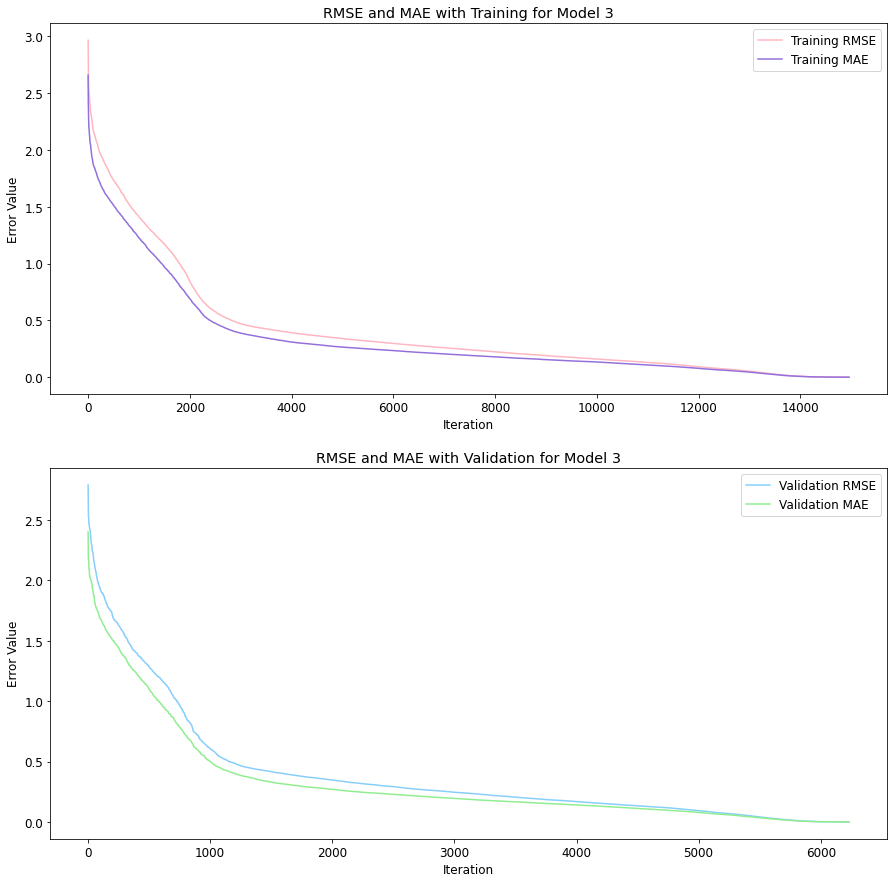 RMSE and MAE with Training for Model 3
Training RMSE
Training MAE
3.0
2.5
2.0
1.5
1.0
0.5
0.0
Error Value
0 2000 4000 6000 8000 10000 12000 14000
Iteration
RMSE and MAE with Validation for Model 3
Validation RMSE
Validation MAE
2.5
2.0
1.5
1.0
0.5
0.0
Error Value
0 1000 2000 3000 4000 5000 6000
Iteration